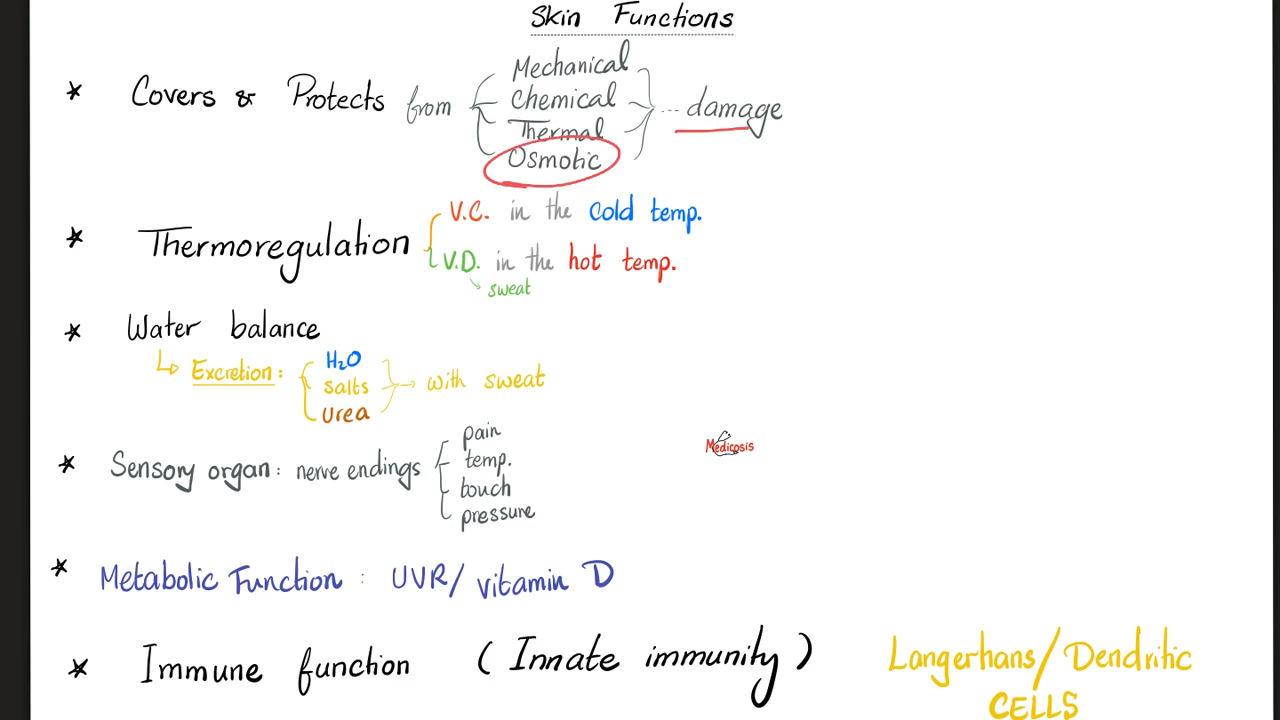 Skin Functions
* Covers & Protects from Mechanical Chemical Thermal Osmotic ... damage
* Thermoregulation V.C. in the cold temp.
V.D. in the hot temp.
sweat
* Water balance
Excretion: H₂O salts urea → with sweat
* Sensory organ: nerve endings pain temp. touch pressure
Medicosis
* Metabolic Function: UVR/ vitamin D
* Immune function (Innate immunity) Langerhans/Dendritic
CELLS